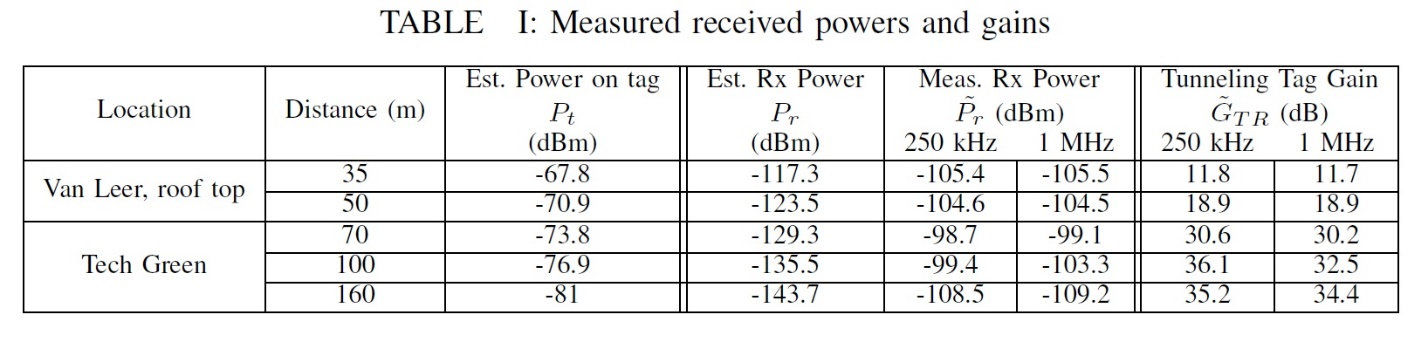 TABLE I: Measured received powers and gains
Location Distance (m) Est. Power on tag Est. Rx Power Meas. Rx Power Tunneling Tag Gain
P_t P_r P̃_r (dBm) G̃_TR (dB)
(dBm) (dBm) 250 kHz 1 MHz 250 kHz 1 MHz
Van Leer, roof top 35 -67.8 -117.3 -105.4 -105.5 11.8 11.7
50 -70.9 -123.5 -104.6 -104.5 18.9 18.9
Tech Green 70 -73.8 -129.3 -98.7 -99.1 30.6 30.2
100 -76.9 -135.5 -99.4 -103.3 36.1 32.5
160 -81 -143.7 -108.5 -109.2 35.2 34.4